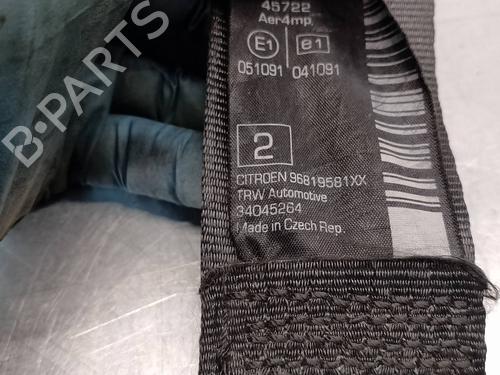 45722
Aer4mp,
E1 e1
051091 041091
2
CITROEN 96819581XX
TRW Automotive
34045264
Made in Czech Rep.
B-PARTS